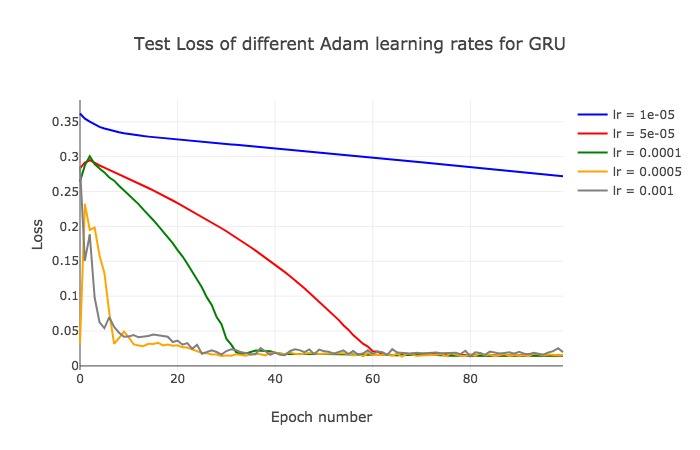 Test Loss of different Adam learning rates for GRU
0.35
0.3
0.25
0.2
0.15
0.1
0.05
0
0
20
40
60
80
Loss
Epoch number
lr = 1e-05
lr = 5e-05
lr = 0.0001
lr = 0.0005
lr = 0.001